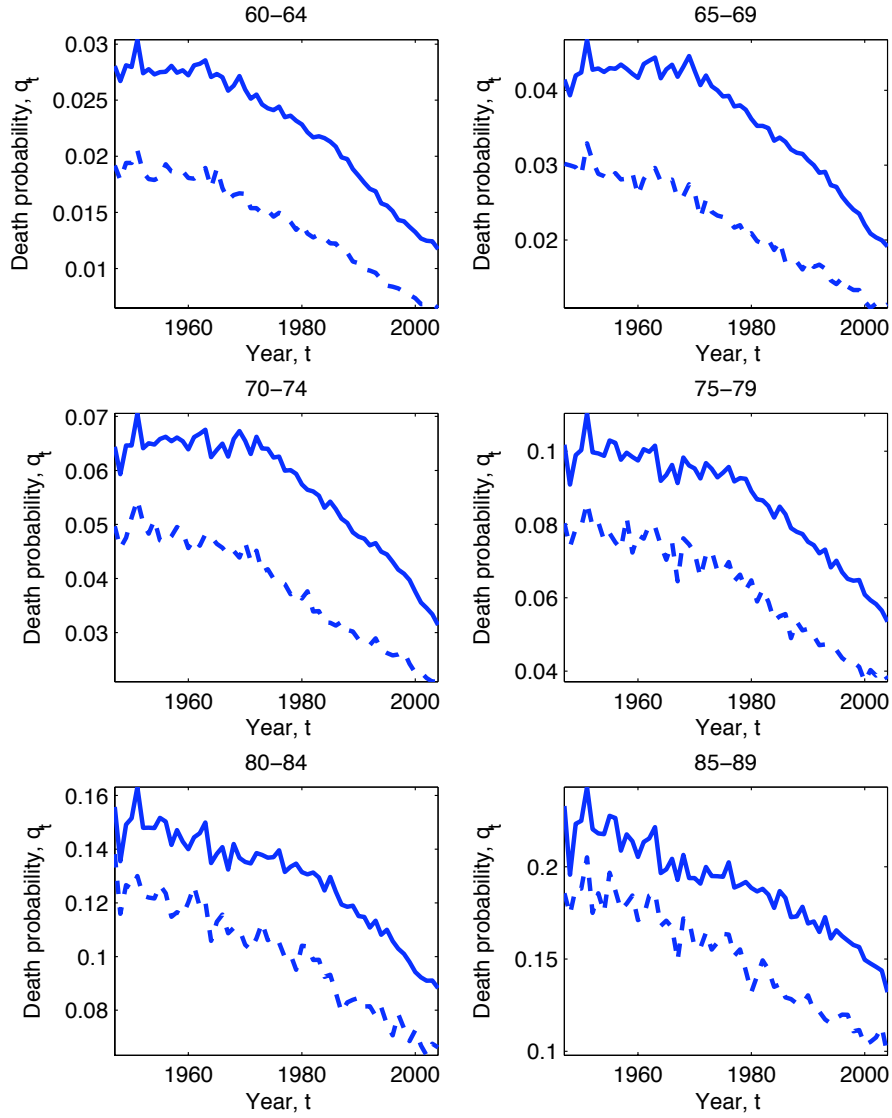 60−64
Death probability, q_t
0.03
0.025
0.02
0.015
0.01
1960 1980 2000
Year, t
65−69
Death probability, q_t
0.04
0.03
0.02
1960 1980 2000
Year, t
70−74
Death probability, q_t
0.07
0.06
0.05
0.04
0.03
1960 1980 2000
Year, t
75−79
Death probability, q_t
0.1
0.08
0.06
0.04
1960 1980 2000
Year, t
80−84
Death probability, q_t
0.16
0.14
0.12
0.1
0.08
1960 1980 2000
Year, t
85−89
Death probability, q_t
0.2
0.15
0.1
1960 1980 2000
Year, t